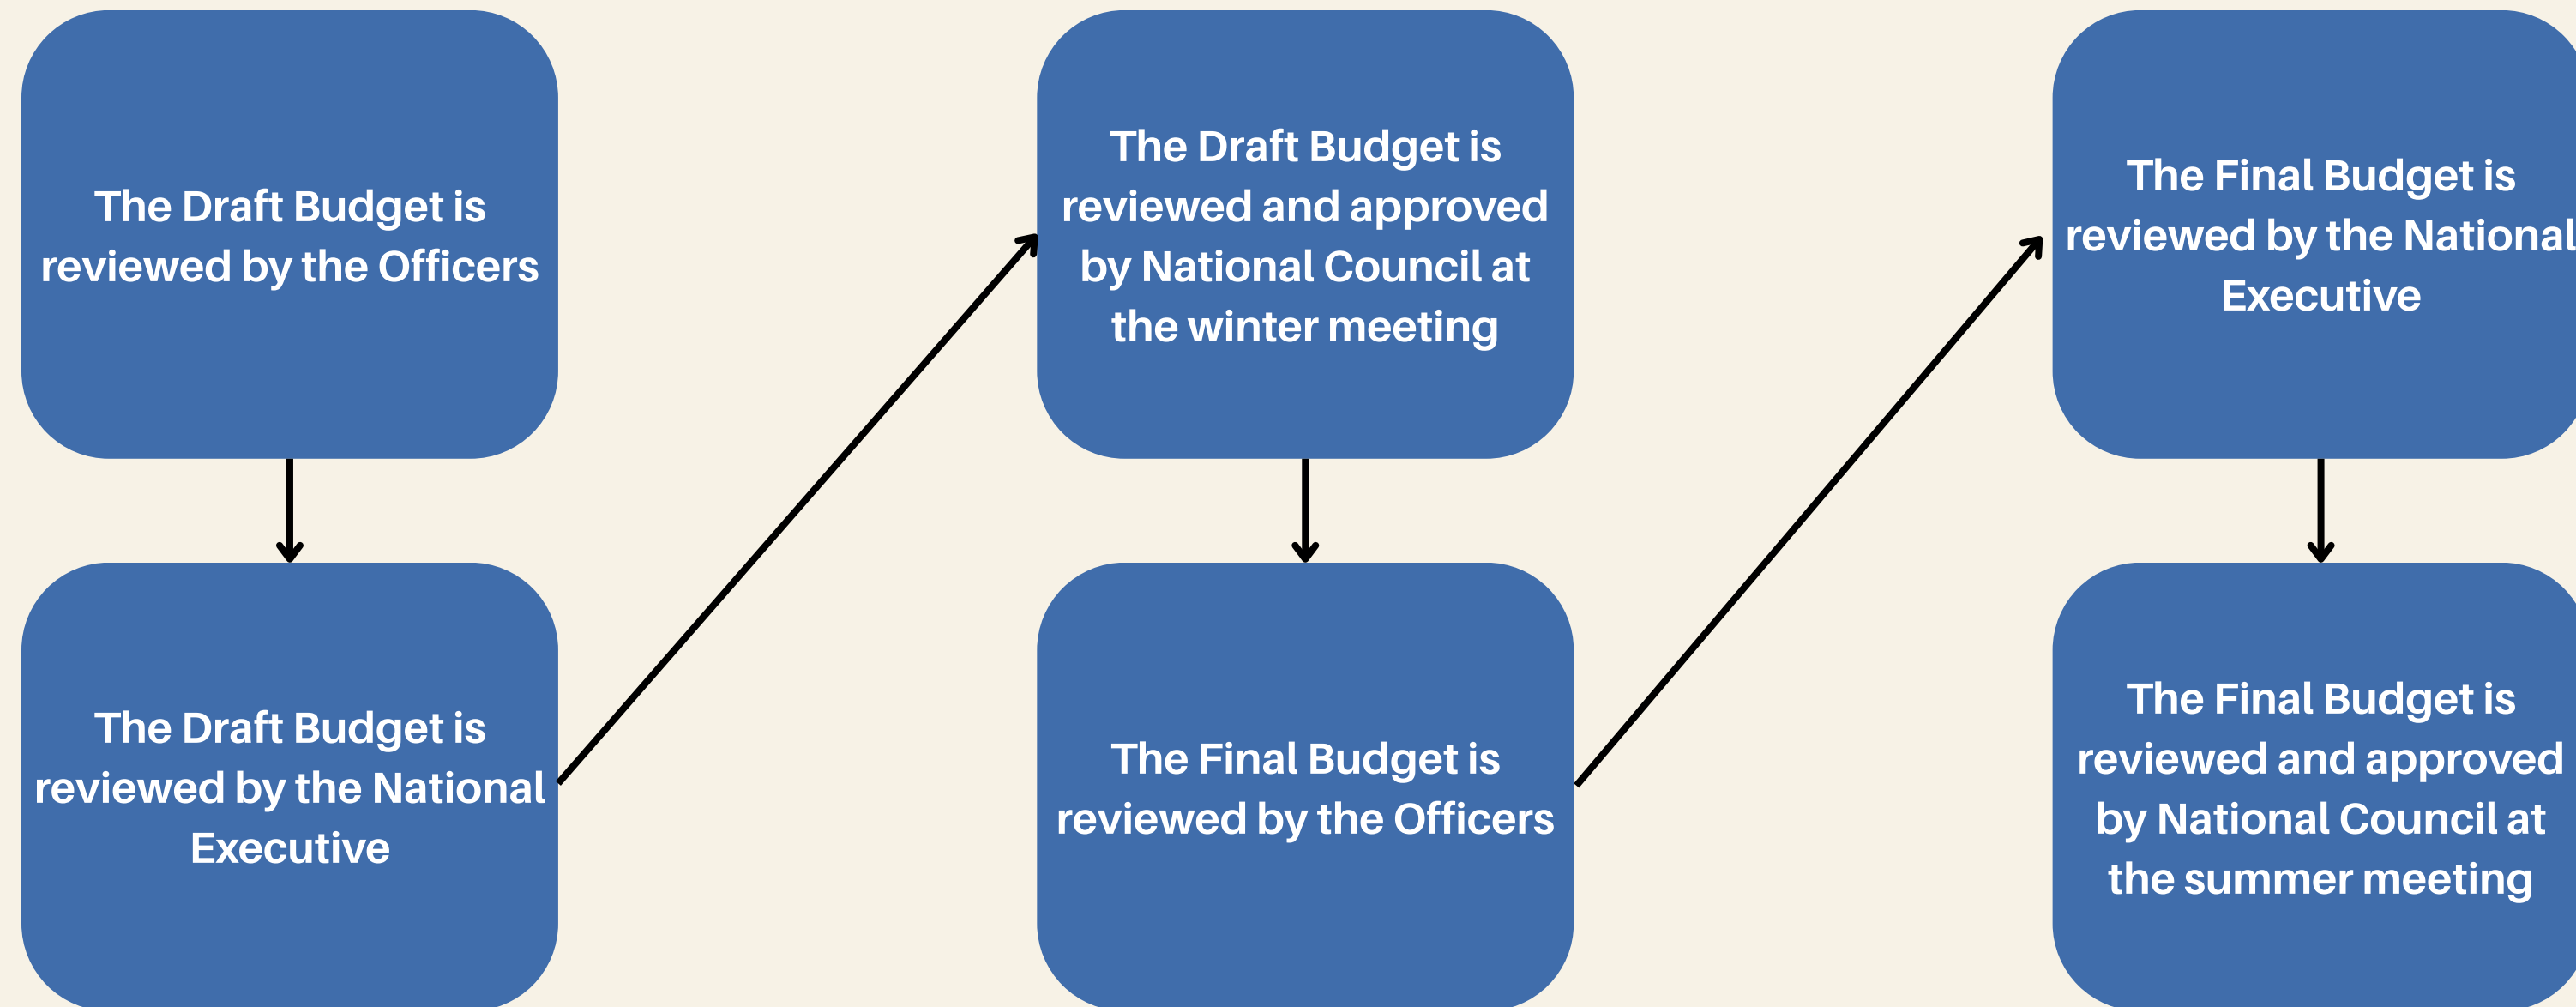 The Draft Budget is
reviewed by the Officers
The Draft Budget is
reviewed by the National
Executive
The Draft Budget is
reviewed and approved
by National Council at
the winter meeting
The Final Budget is
reviewed by the Officers
The Final Budget is
reviewed by the National
Executive
The Final Budget is
reviewed and approved
by National Council at
the summer meeting